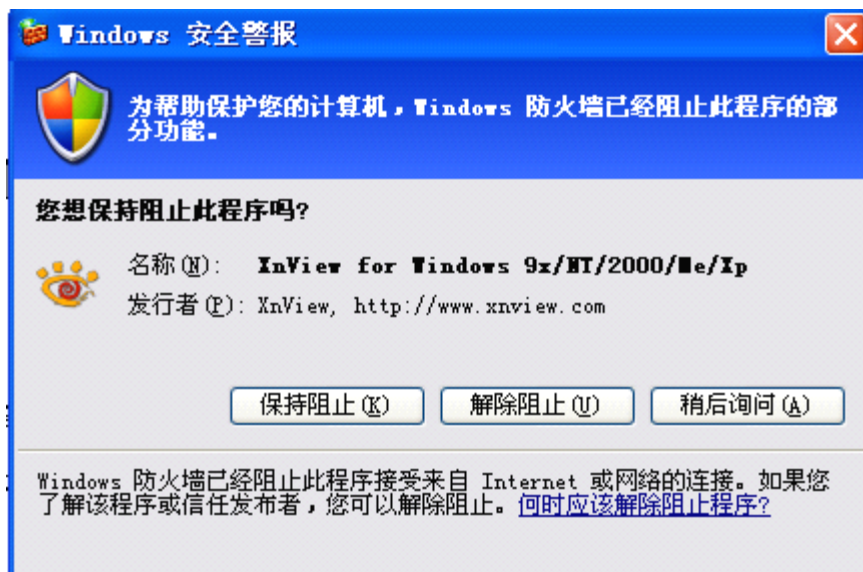 Windows 安全警报
为帮助保护您的计算机，Windows 防火墙已经阻止此程序的部
分功能。
您想保持阻止此程序吗?
名称(N): XnView for Windows 9x/NT/2000/Me/Xp
发行者(P): XnView, http://www.xnview.com
保持阻止(K) 解除阻止(U) 稍后询问(A)
Windows 防火墙已经阻止此程序接受来自 Internet 或网络的连接。如果您
了解该程序或信任发布者，您可以解除阻止。何时应该解除阻止程序?